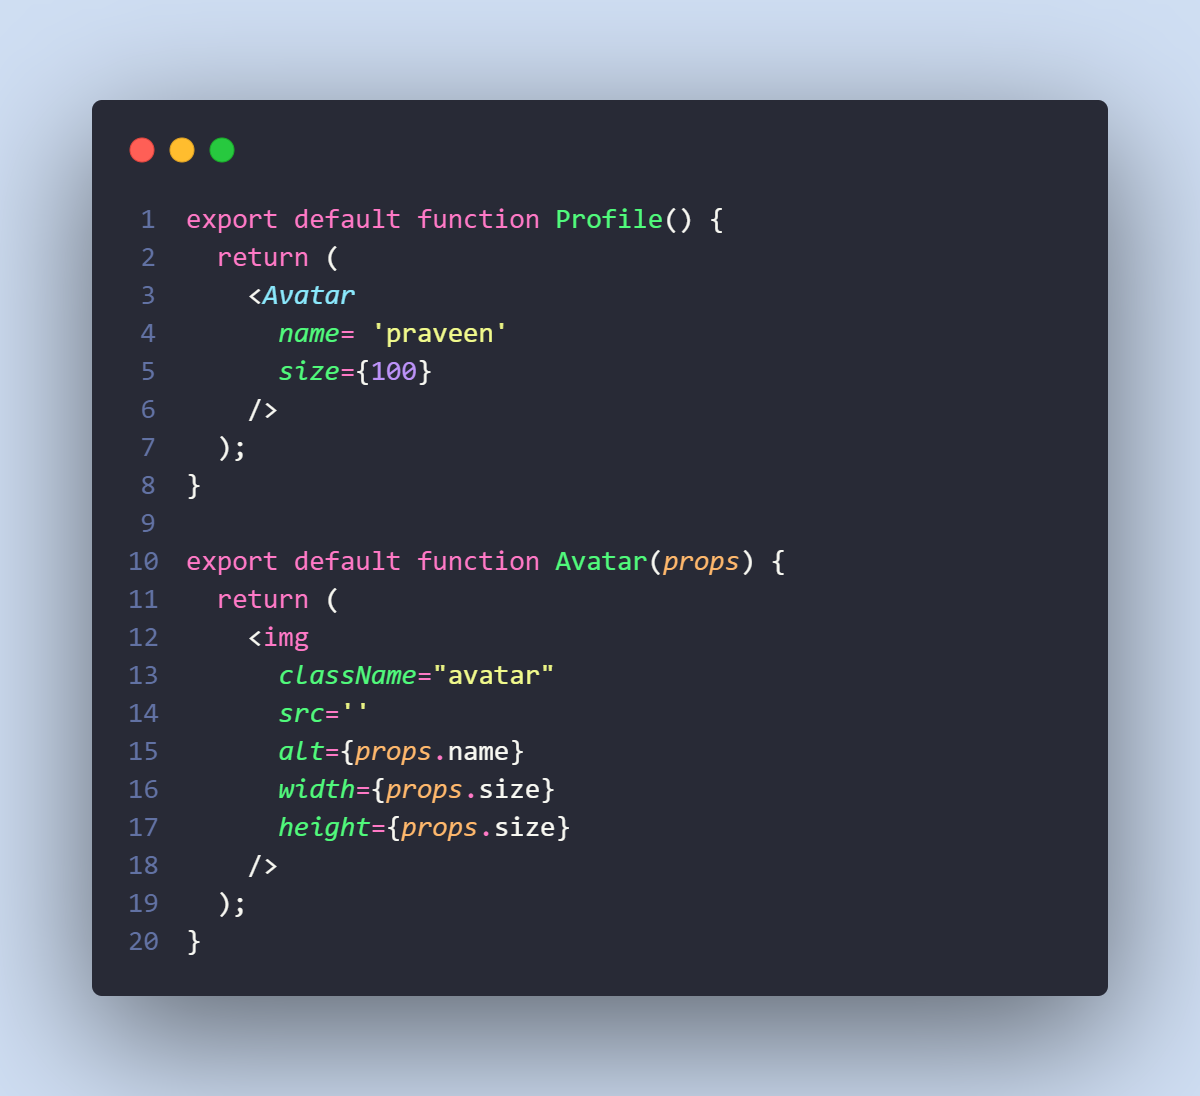 1 export default function Profile() {
2   return (
3     <Avatar
4       name= 'praveen'
5       size={100}
6     />
7   );
8 }
9
10 export default function Avatar(props) {
11   return (
12     <img
13       className="avatar"
14       src=''
15       alt={props.name}
16       width={props.size}
17       height={props.size}
18     />
19   );
20 }